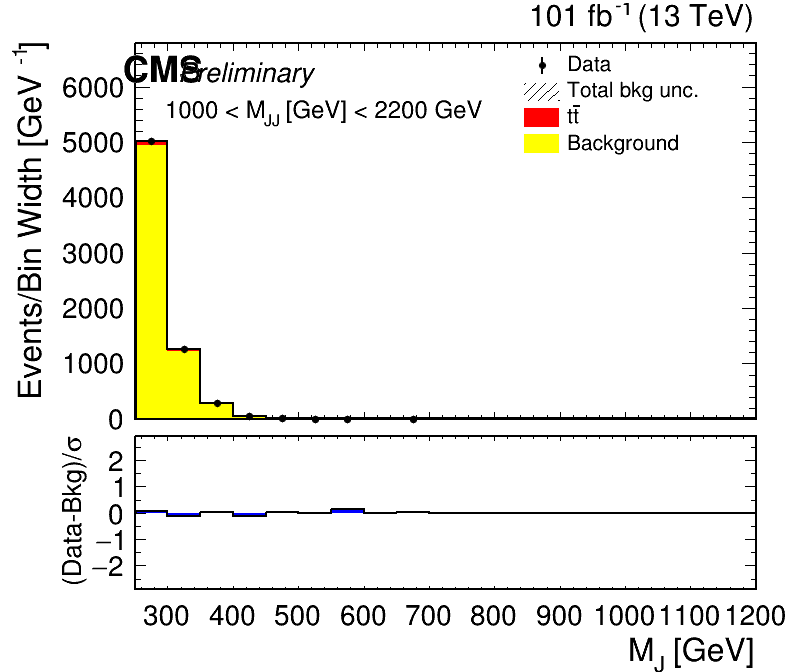 101 fb⁻¹ (13 TeV)
CMS Preliminary
1000 < M_JJ [GeV] < 2200 GeV
Data
Total bkg unc.
tt̄
Background
Events/Bin Width [GeV⁻¹]
6000
5000
4000
3000
2000
1000
0
(Data-Bkg)/σ
2
1
0
−1
−2
300 400 500 600 700 800 900 1000 1100 1200
M_J [GeV]